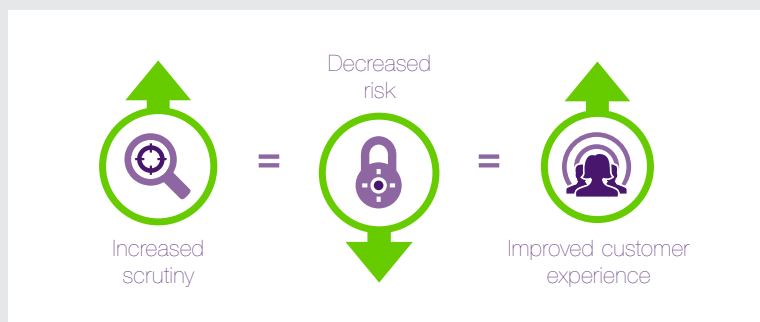 Increased
scrutiny
=
Decreased
risk
=
Improved customer
experience